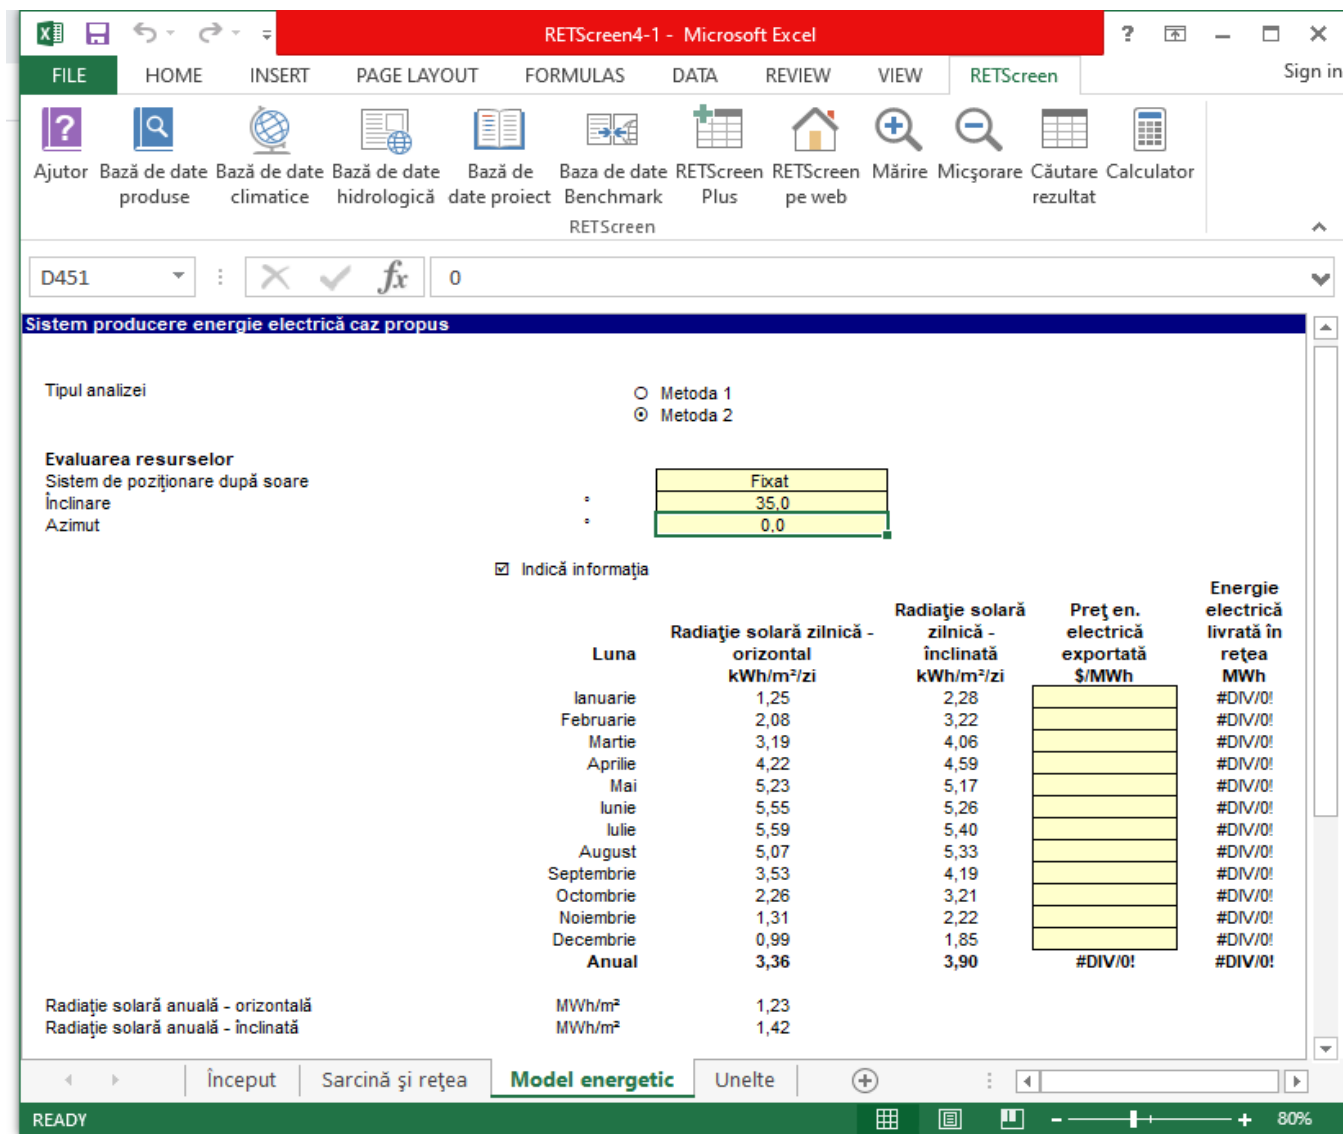 RETScreen4-1 - Microsoft Excel
?
FILE HOME INSERT PAGE LAYOUT FORMULAS DATA REVIEW VIEW RETScreen Sign in
Ajutor Bază de date produse Bază de date climatice Bază de date hidrologică Bază de date proiect Baza de date Benchmark RETScreen Plus RETScreen pe web Mărire Micşorare Căutare rezultat Calculator
RETScreen
D451 fx 0
Sistem producere energie electrică caz propus
Tipul analizei
Metoda 1
Metoda 2
Evaluarea resurselor
Sistem de poziţionare după soare Fixat
Înclinare ° 35,0
Azimut ° 0,0
Indică informaţia
Luna Radiaţie solară zilnică - orizontal Radiaţie solară zilnică - înclinată Preţ en. electrică exportată Energie electrică livrată în reţea
kWh/m²/zi kWh/m²/zi $/MWh MWh
Ianuarie 1,25 2,28 #DIV/0!
Februarie 2,08 3,22 #DIV/0!
Martie 3,19 4,06 #DIV/0!
Aprilie 4,22 4,59 #DIV/0!
Mai 5,23 5,17 #DIV/0!
Iunie 5,55 5,26 #DIV/0!
Iulie 5,59 5,40 #DIV/0!
August 5,07 5,33 #DIV/0!
Septembrie 3,53 4,19 #DIV/0!
Octombrie 2,26 3,21 #DIV/0!
Noiembrie 1,31 2,22 #DIV/0!
Decembrie 0,99 1,85 #DIV/0!
Anual 3,36 3,90 #DIV/0! #DIV/0!
Radiaţie solară anuală - orizontală MWh/m² 1,23
Radiaţie solară anuală - înclinată MWh/m² 1,42
Început Sarcină şi reţea Model energetic Unelte
READY 80%